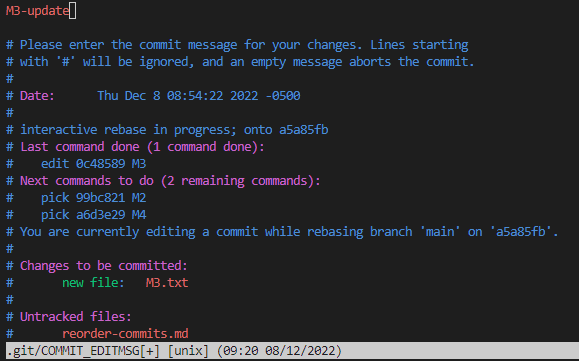 M3-update
# Please enter the commit message for your changes. Lines starting
# with '#' will be ignored, and an empty message aborts the commit.
#
# Date:      Thu Dec 8 08:54:22 2022 -0500
#
# interactive rebase in progress; onto a5a85fb
# Last command done (1 command done):
#    edit 0c48589 M3
# Next commands to do (2 remaining commands):
#    pick 99bc821 M2
#    pick a6d3e29 M4
# You are currently editing a commit while rebasing branch 'main' on 'a5a85fb'.
#
# Changes to be committed:
#       new file:   M3.txt
#
# Untracked files:
#       reorder-commits.md
.git/COMMIT_EDITMSG[+] [unix] (09:20 08/12/2022)